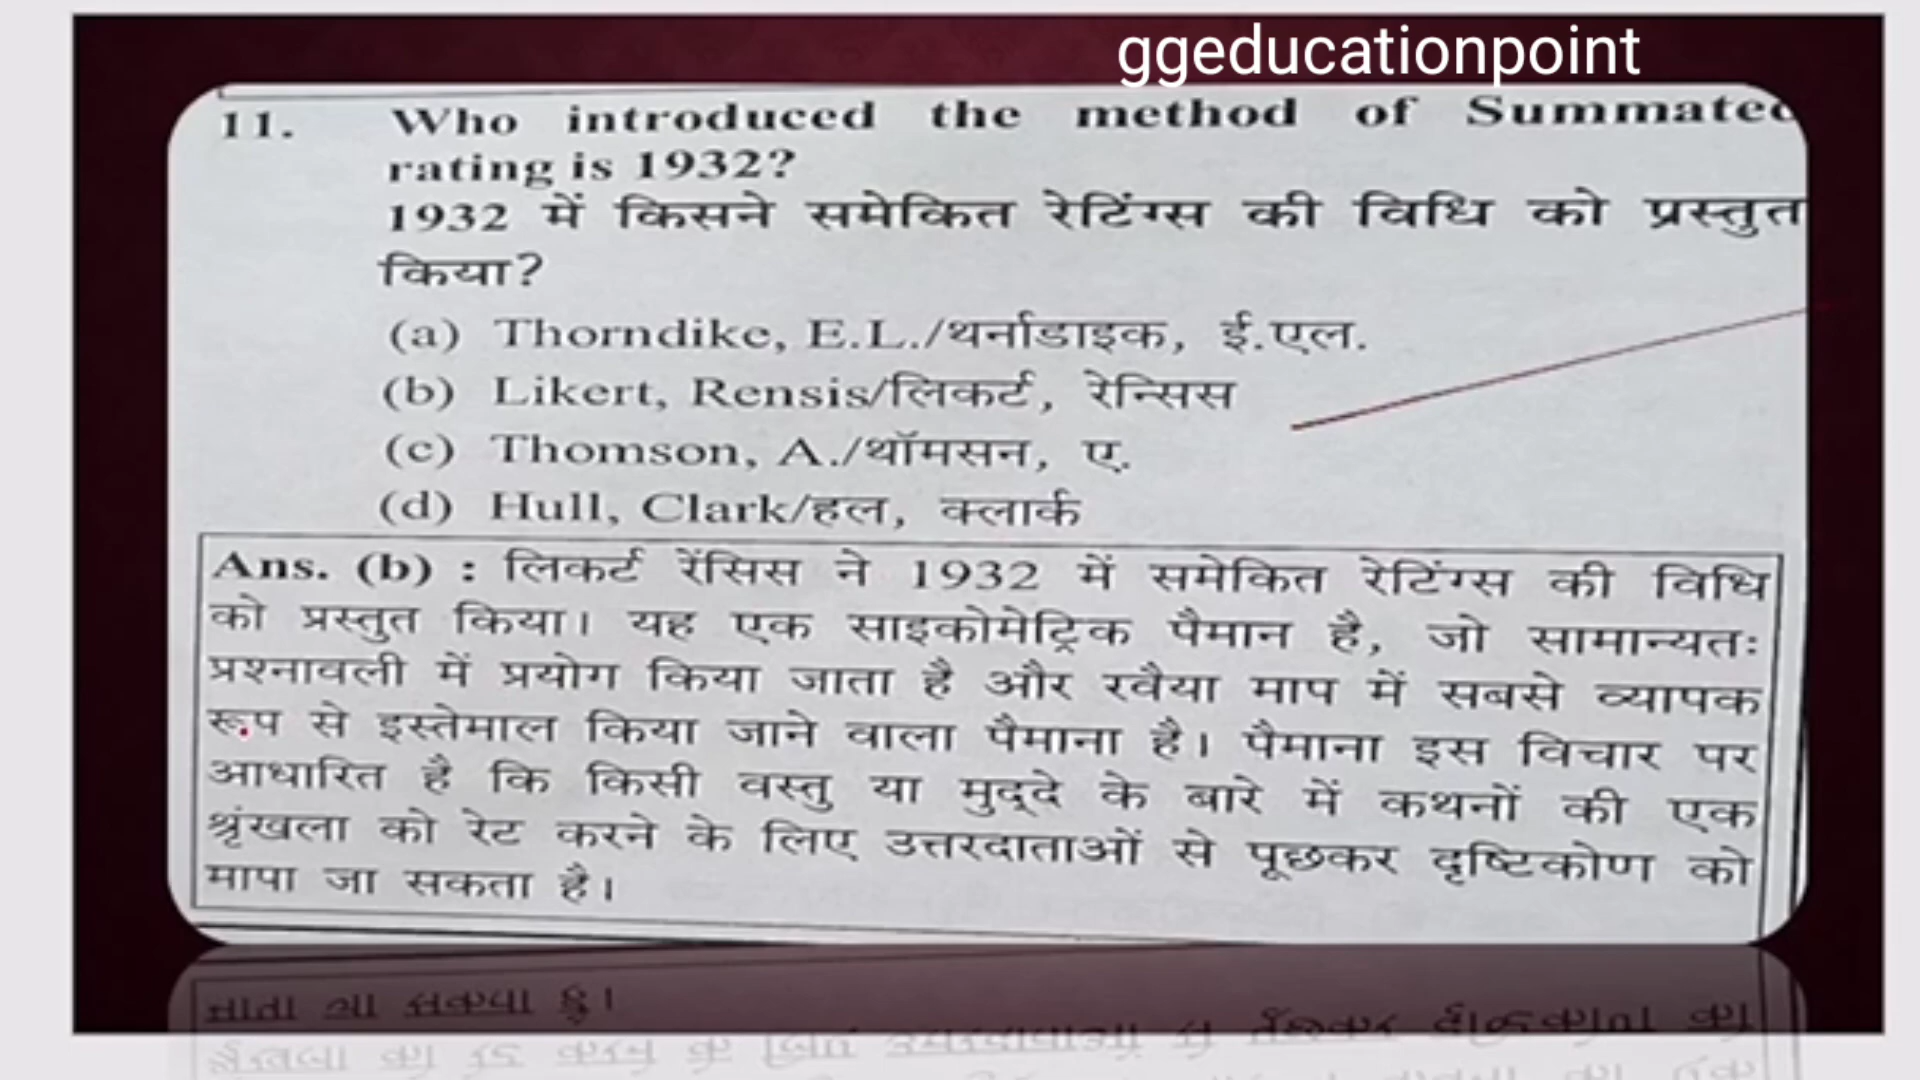 ggeducationpoint
11. Who introduced the method of Summated
rating is 1932?
1932 में किसने समेकित रेटिंग्स की विधि को प्रस्तुत
किया?
(a) Thorndike, E.L./थर्नाडाइक, ई.एल.
(b) Likert, Rensis/लिकर्ट, रेन्सिस
(c) Thomson, A./थॉमसन, ए.
(d) Hull, Clark/हल, क्लार्क
Ans. (b) : लिकर्ट रेंसिस ने 1932 में समेकित रेटिंग्स की विधि
को प्रस्तुत किया। यह एक साइकोमेट्रिक पैमान है, जो सामान्यतः
प्रश्नावली में प्रयोग किया जाता है और रवैया माप में सबसे व्यापक
रूप से इस्तेमाल किया जाने वाला पैमाना है। पैमाना इस विचार पर
आधारित है कि किसी वस्तु या मुद्दे के बारे में कथनों की एक
श्रृंखला को रेट करने के लिए उत्तरदाताओं से पूछकर दृष्टिकोण को
मापा जा सकता है।